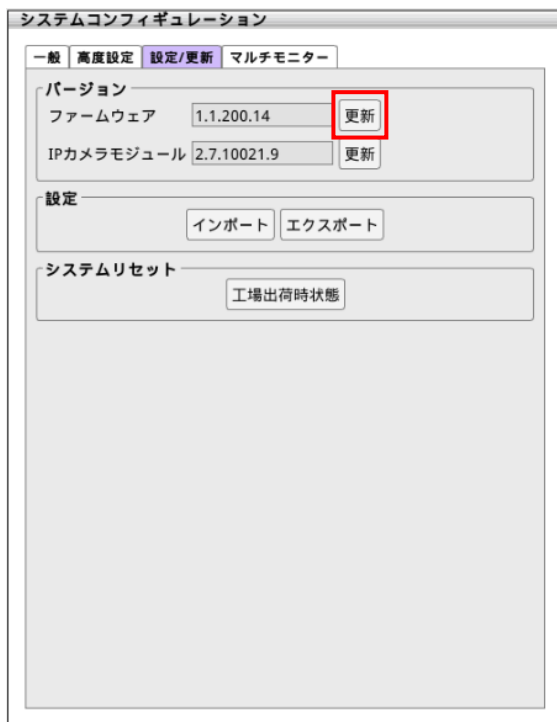 システムコンフィギュレーション
一般 高度設定 設定/更新 マルチモニター
バージョン
ファームウェア 1.1.200.14 更新
IPカメラモジュール 2.7.10021.9 更新
設定
インポート エクスポート
システムリセット
工場出荷時状態